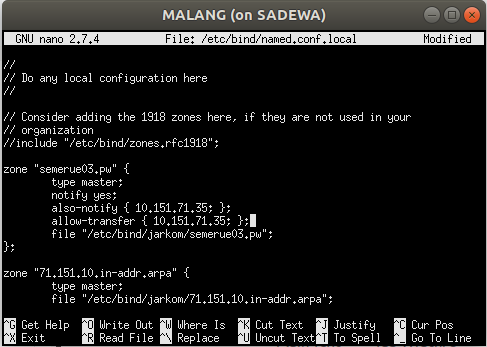 MALANG (on SADEWA)
GNU nano 2.7.4 File: /etc/bind/named.conf.local Modified
//
// Do any local configuration here
//
// Consider adding the 1918 zones here, if they are not used in your
// organization
//include "/etc/bind/zones.rfc1918";
zone "semerue03.pw" {
type master;
notify yes;
also-notify { 10.151.71.35; };
allow-transfer { 10.151.71.35; };
file "/etc/bind/jarkom/semerue03.pw";
};
zone "71.151.10.in-addr.arpa" {
type master;
file "/etc/bind/jarkom/71.151.10.in-addr.arpa";
^G Get Help ^O Write Out ^W Where Is ^K Cut Text ^J Justify ^C Cur Pos
^X Exit ^R Read File ^\ Replace ^U Uncut Text ^T To Spell ^_ Go To Line